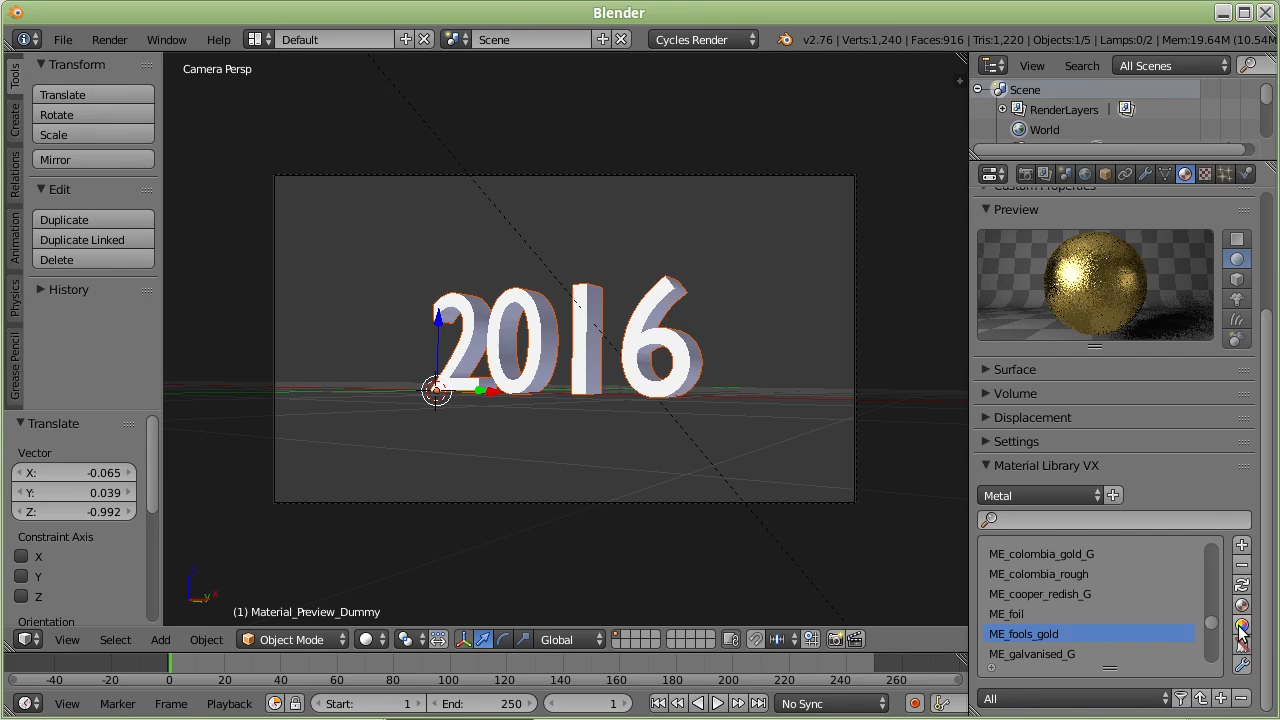 Blender
File Render Window Help Default Scene Cycles Render v2.76 | Verts:1,240 | Faces:916 | Tris:1,220 | Objects:1/5 | Lamps:0/2 | Mem:19.64M (10.54M
Tools
Create
Relations
Animation
Physics
Grease Pencil
Transform
Translate
Rotate
Scale
Mirror
Edit
Duplicate
Duplicate Linked
Delete
History
Translate
Vector
X: -0.065
Y: 0.039
Z: -0.992
Constraint Axis
X
Y
Z
Orientation
Camera Persp
2016
(1) Material_Preview_Dummy
View Select Add Object Object Mode Global
-40 -20 0 20 40 60 80 100 120 140 160 180 200 220 240 260
View Marker Frame Playback Start: 1 End: 250 1 No Sync
View Search All Scenes
Scene
RenderLayers |
World
Custom Properties
Preview
Surface
Volume
Displacement
Settings
Material Library VX
Metal
ME_colombia_gold_G
ME_colombia_rough
ME_cooper_redish_G
ME_foil
ME_fools_gold
ME_galvanised_G
All